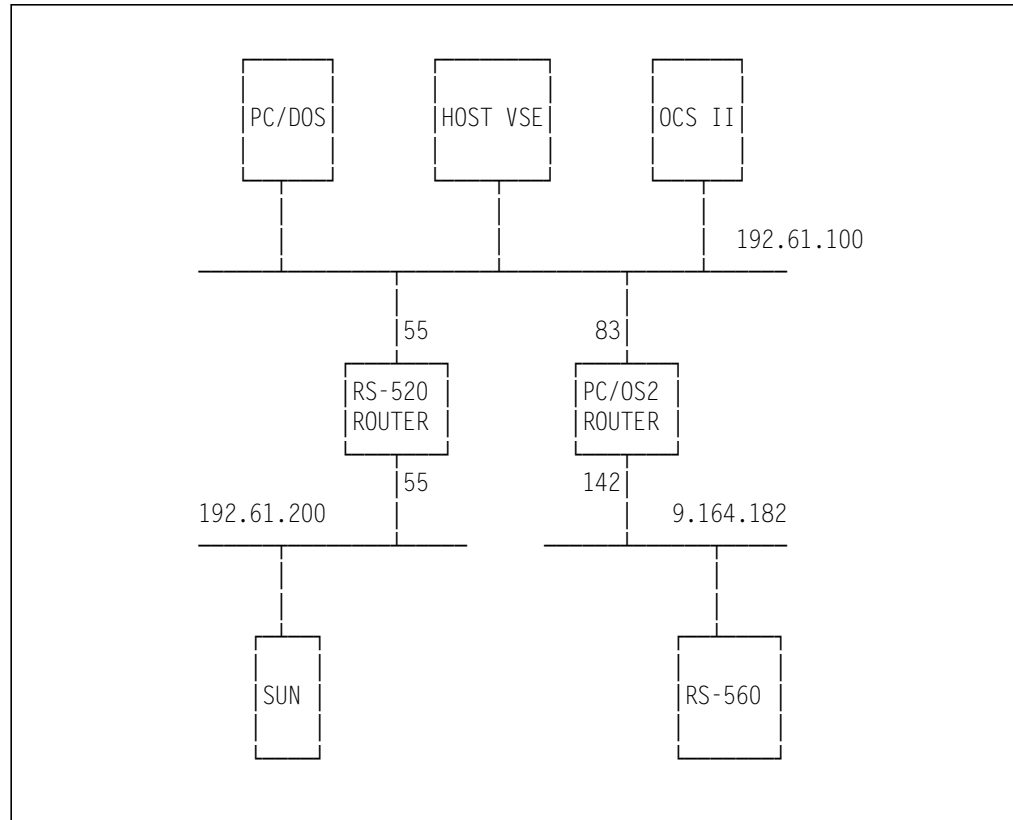 PC/DOS
HOST VSE
OCS II
192.61.100
55
83
RS-520
ROUTER
PC/OS2
ROUTER
55
142
192.61.200
9.164.182
SUN
RS-560